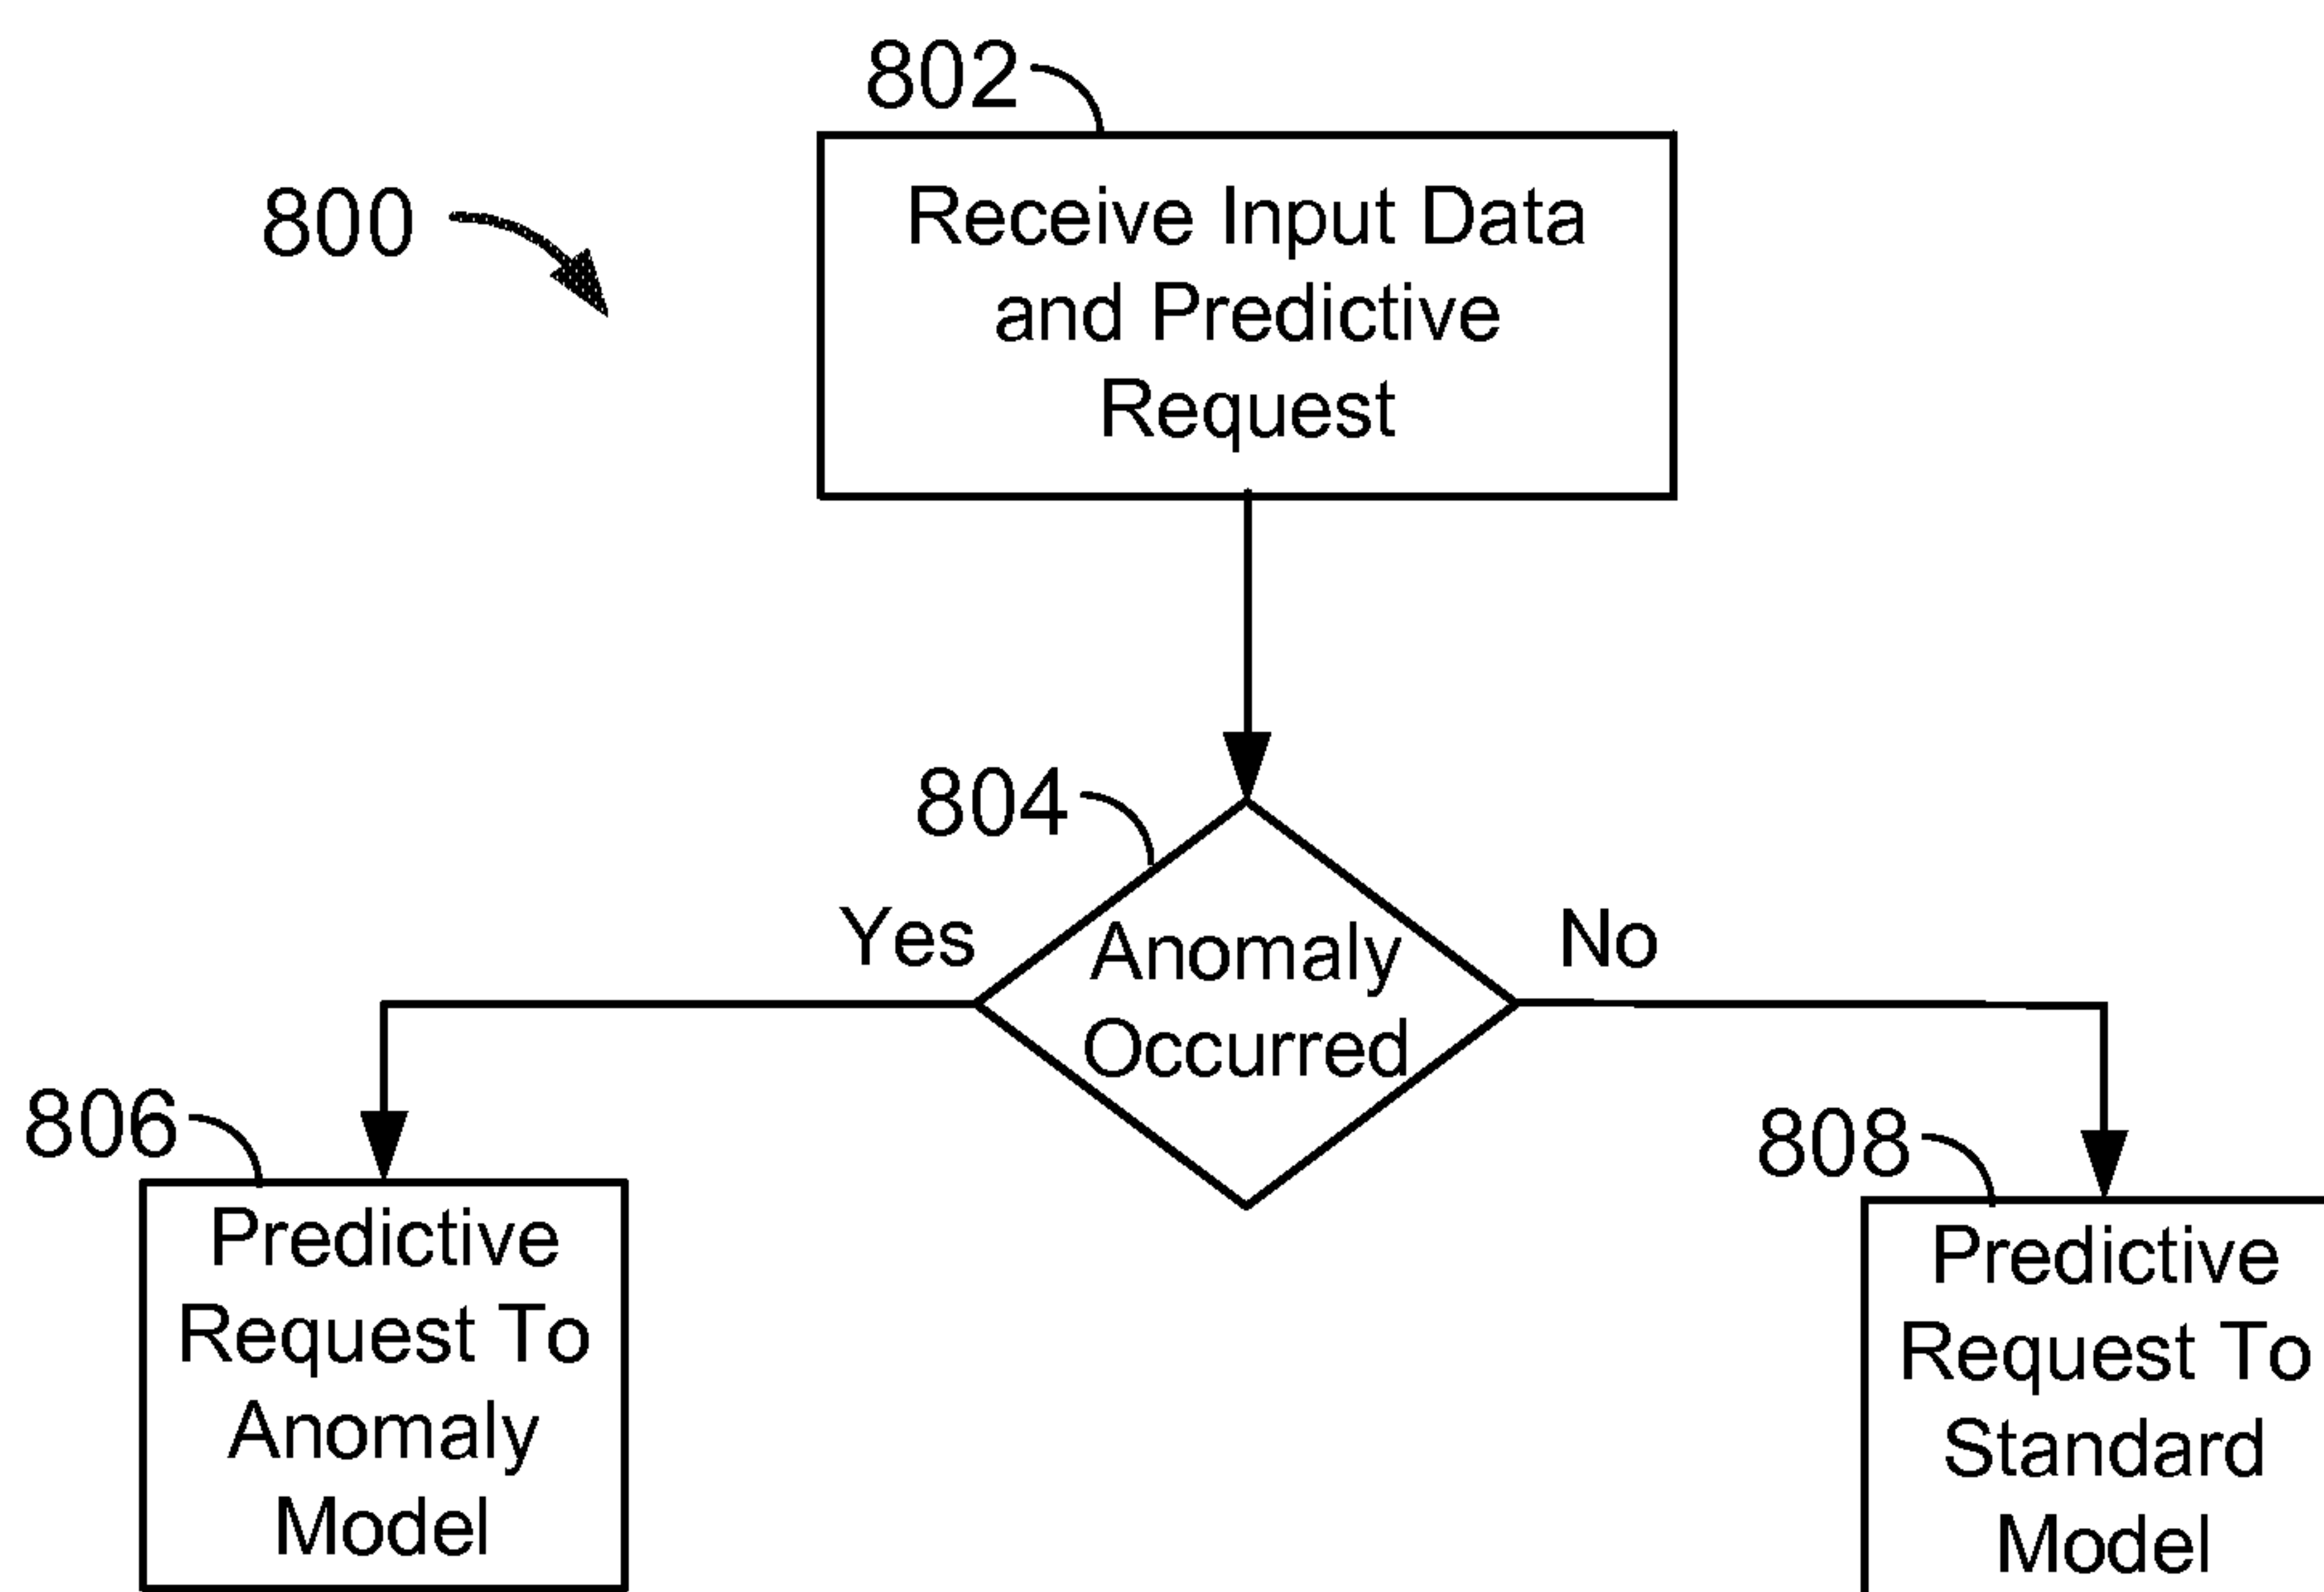 802
800
Receive Input Data
and Predictive
Request
804
Yes
No
Anomaly
Occurred
806
808
Predictive
Request To
Anomaly
Model
Predictive
Request To
Standard
Model